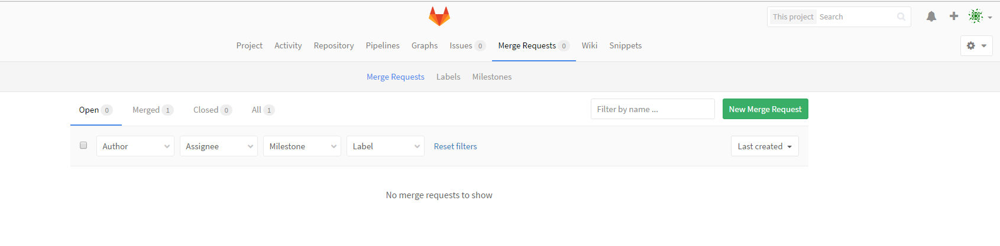 This project Search
Project Activity Repository Pipelines Graphs Issues 0 Merge Requests 0 Wiki Snippets
Merge Requests Labels Milestones
Open 0 Merged 1 Closed 0 All 1 Filter by name ... New Merge Request
Author Assignee Milestone Label Reset filters Last created
No merge requests to show